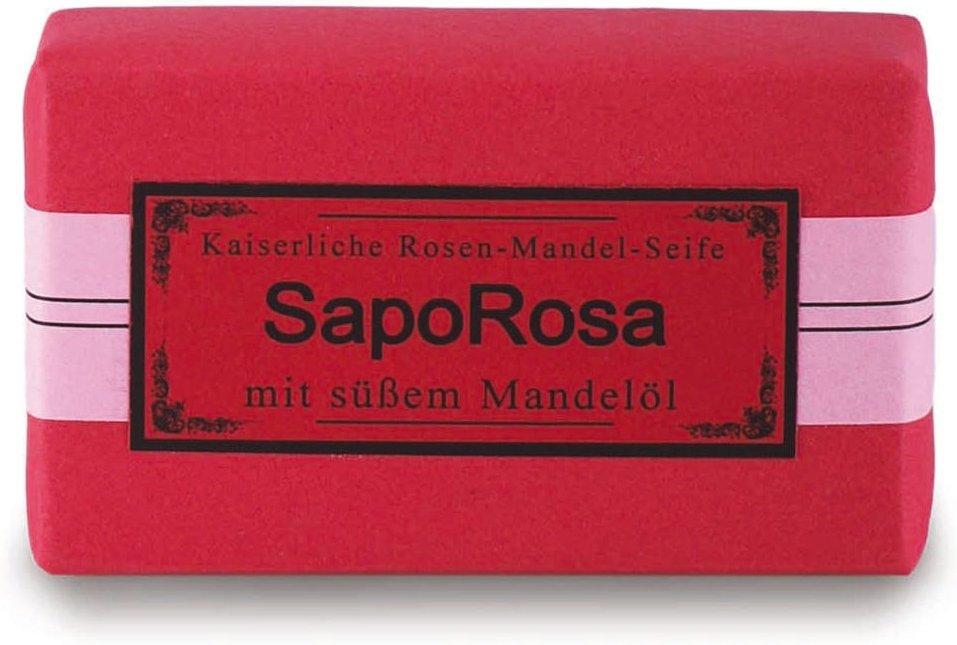 Kaiserliche Rosen-Mandel-Seife
SapoRosa
mit süßem Mandelöl